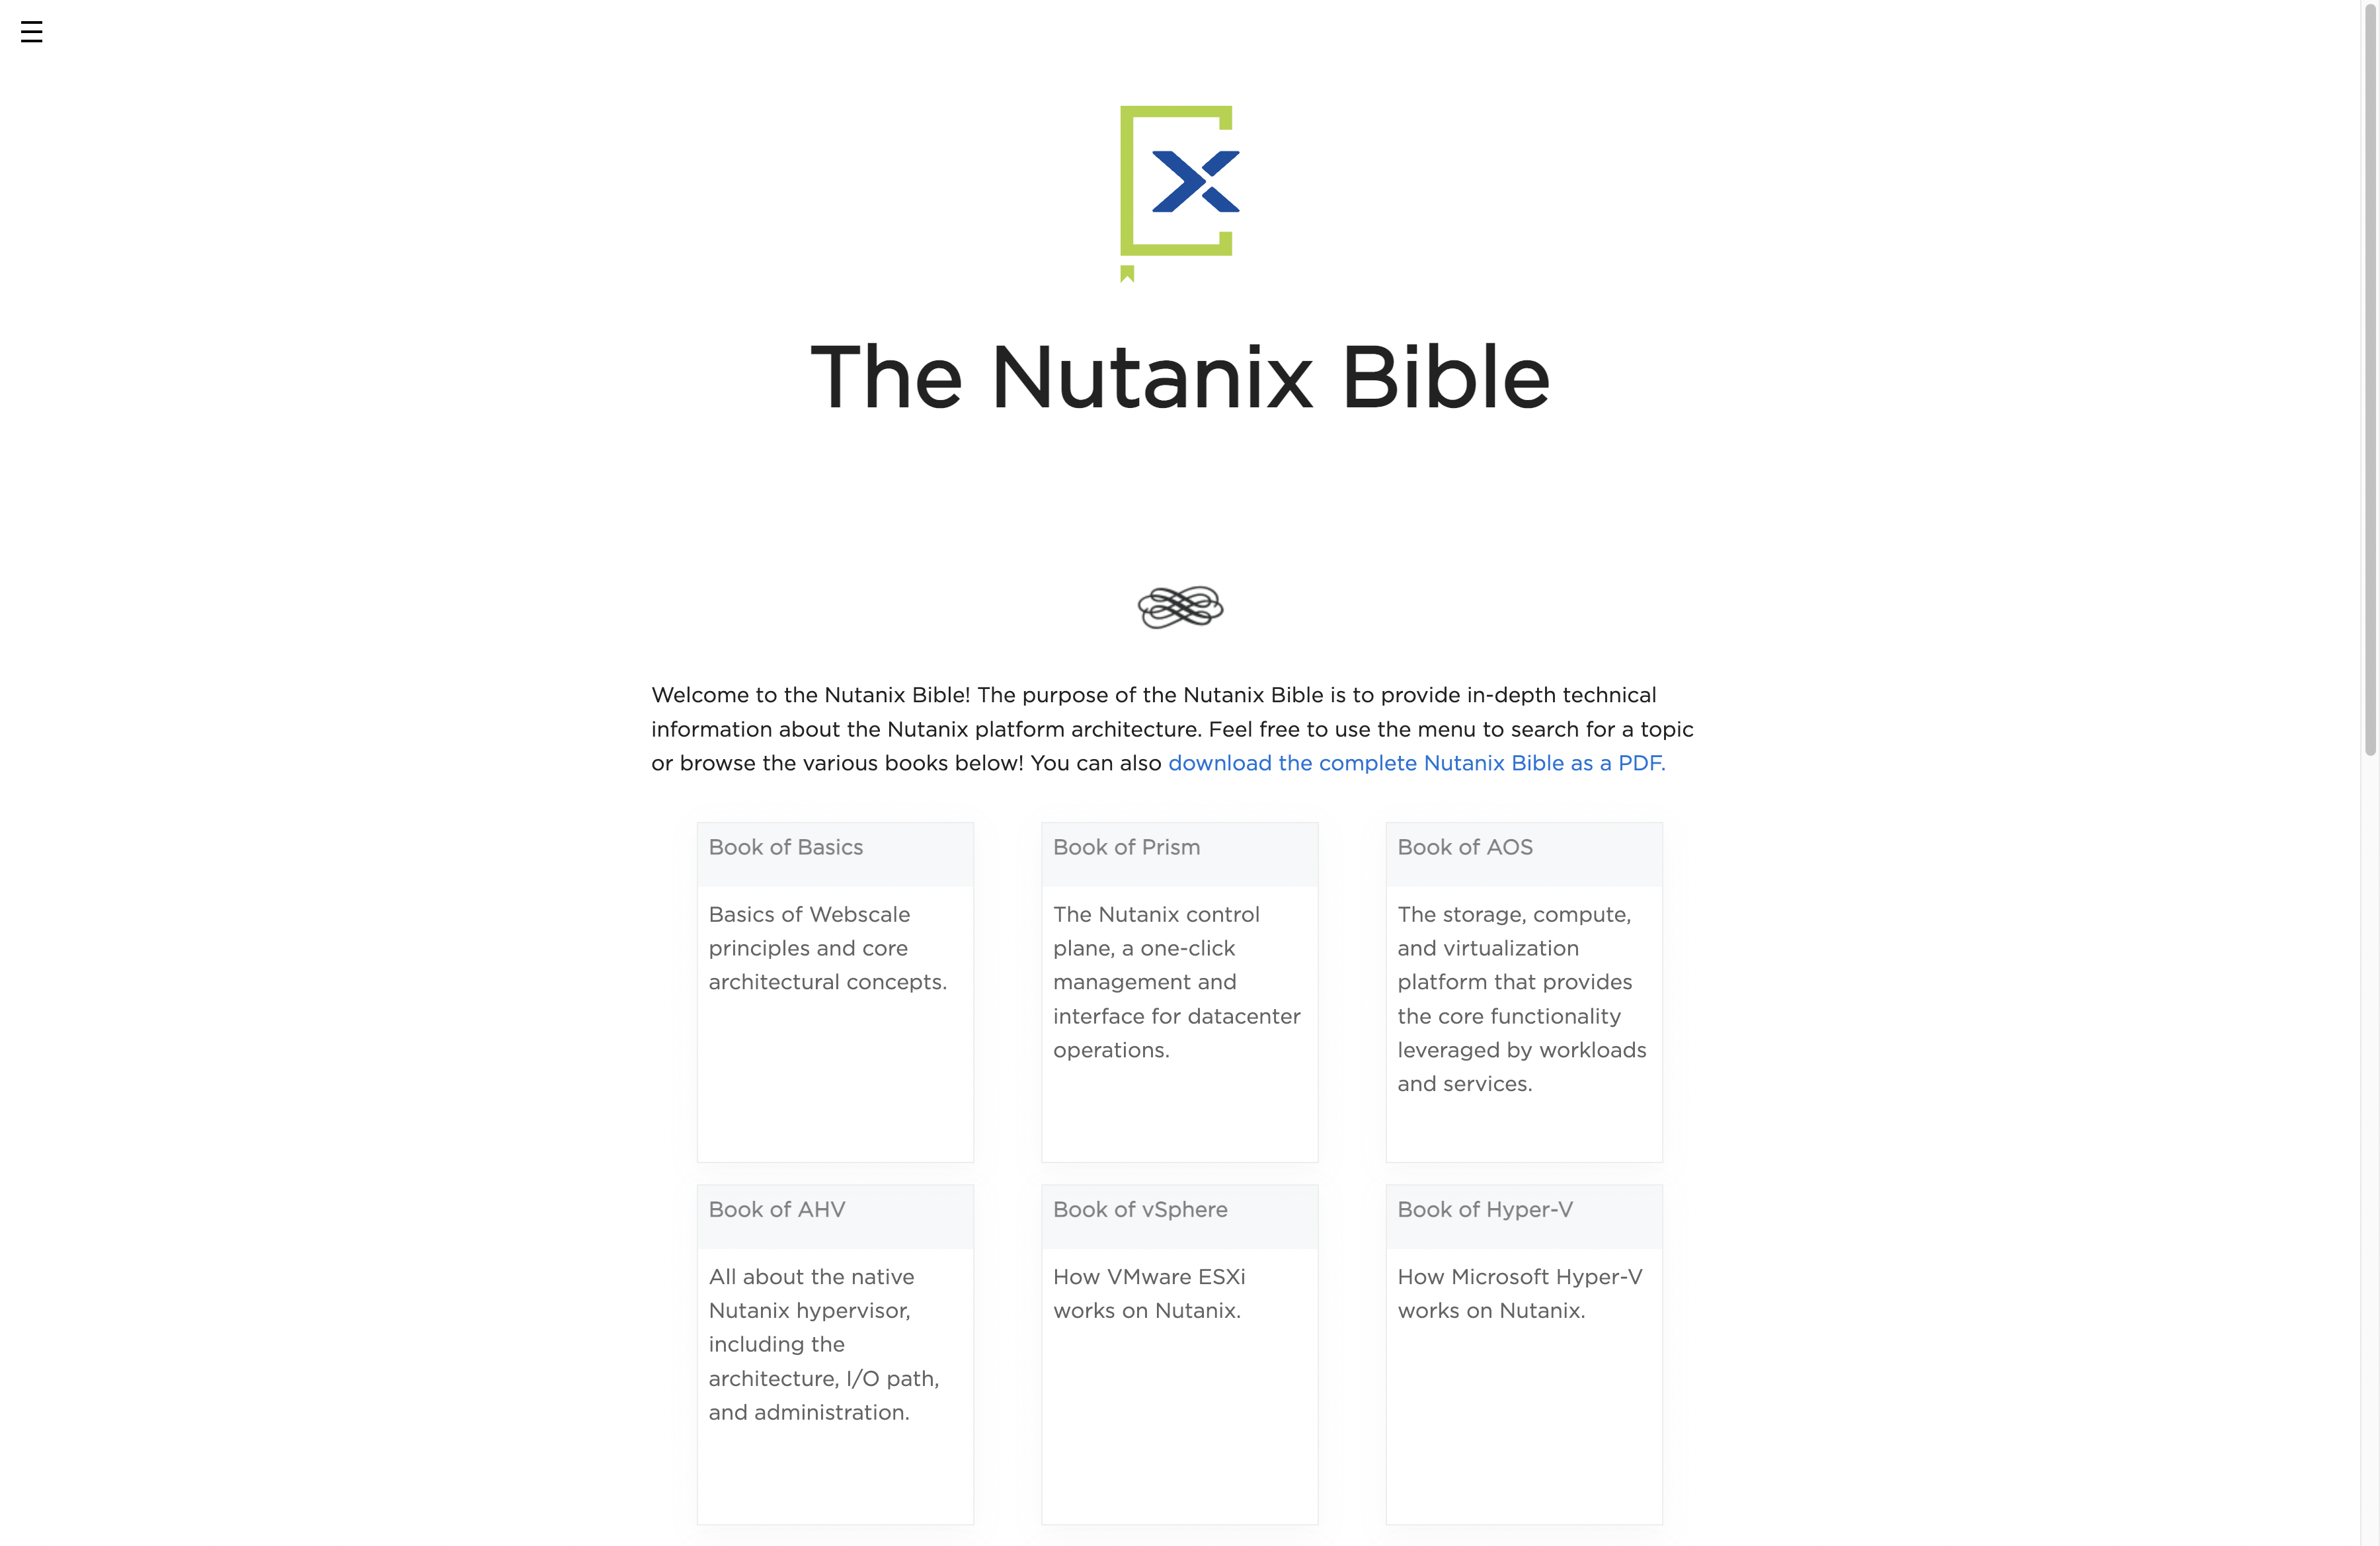 The Nutanix Bible
Welcome to the Nutanix Bible! The purpose of the Nutanix Bible is to provide in-depth technical
information about the Nutanix platform architecture. Feel free to use the menu to search for a topic
or browse the various books below! You can also download the complete Nutanix Bible as a PDF.
Book of Basics
Basics of Webscale
principles and core
architectural concepts.
Book of Prism
The Nutanix control
plane, a one-click
management and
interface for datacenter
operations.
Book of AOS
The storage, compute,
and virtualization
platform that provides
the core functionality
leveraged by workloads
and services.
Book of AHV
All about the native
Nutanix hypervisor,
including the
architecture, I/O path,
and administration.
Book of vSphere
How VMware ESXi
works on Nutanix.
Book of Hyper-V
How Microsoft Hyper-V
works on Nutanix.